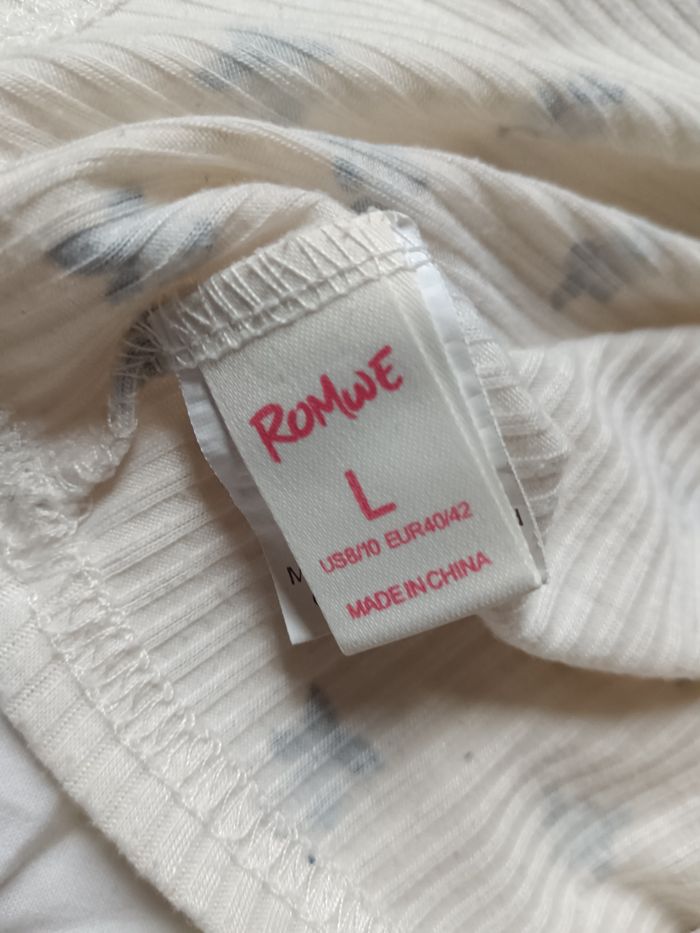 ROMWE
L
US8/10 EUR40/42
MADE IN CHINA